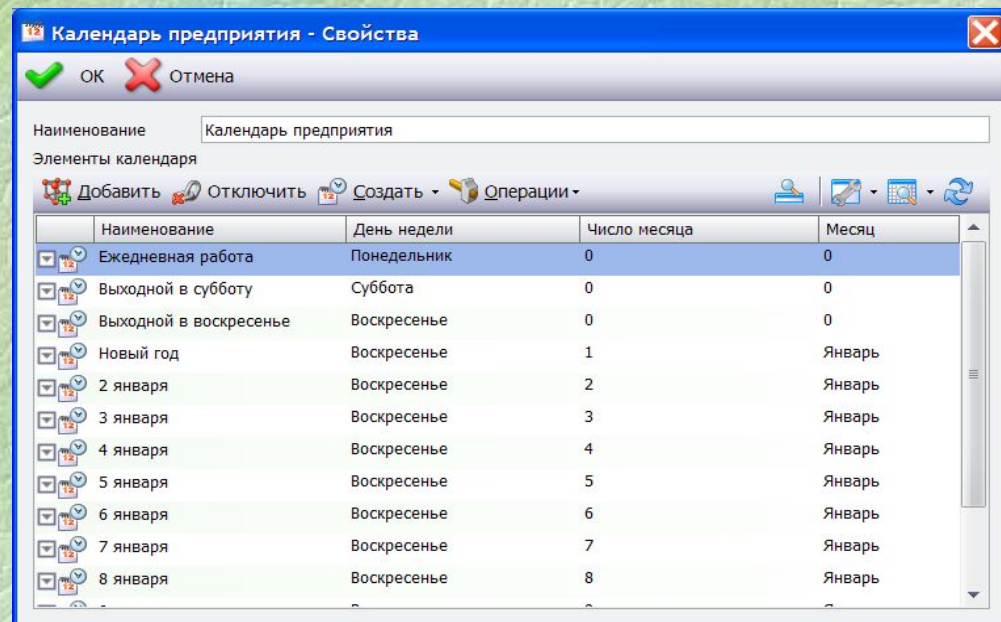 Календарь предприятия - Свойства
ОК Отмена
Наименование Календарь предприятия
Элементы календаря
Добавить Отключить Создать Операции
Наименование День недели Число месяца Месяц
Ежедневная работа Понедельник 0 0
Выходной в субботу Суббота 0 0
Выходной в воскресенье Воскресенье 0 0
Новый год Воскресенье 1 Январь
2 января Воскресенье 2 Январь
3 января Воскресенье 3 Январь
4 января Воскресенье 4 Январь
5 января Воскресенье 5 Январь
6 января Воскресенье 6 Январь
7 января Воскресенье 7 Январь
8 января Воскресенье 8 Январь